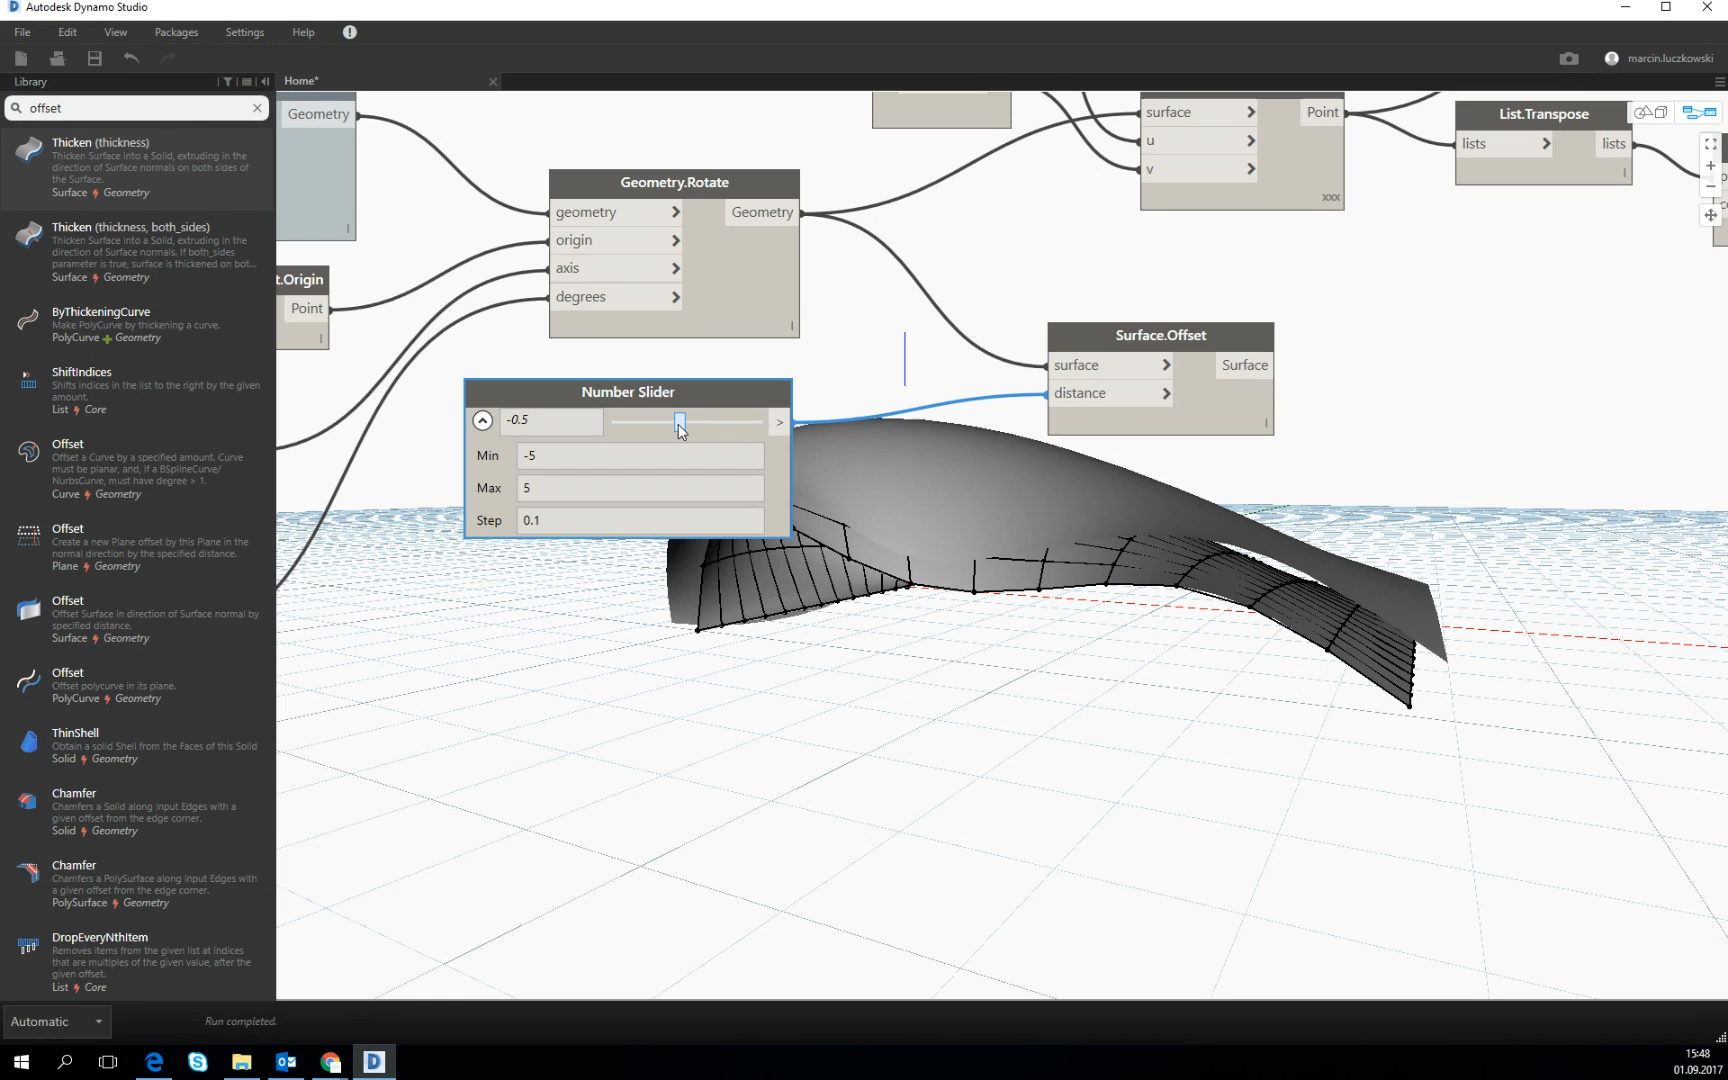 Autodesk Dynamo Studio
File Edit View Packages Settings Help !
marcin.luczkowski
Library
Home*
offset
Thicken (thickness)
Thicken Surface into a Solid, extruding in the
direction of Surface normals on both sides of
the Surface.
Surface Geometry
Thicken (thickness, both_sides)
Thicken Surface into a Solid, extruding in the
direction of Surface normals. If both_sides
parameter is true, surface is thickened on bot...
Surface Geometry
ByThickeningCurve
Make PolyCurve by thickening a curve.
PolyCurve Geometry
ShiftIndices
Shifts indices in the list to the right by the given
amount.
List Core
Offset
Offset a Curve by a specified amount. Curve
must be planar, and, if a BSplineCurve/
NurbsCurve, must have degree > 1.
Curve Geometry
Offset
Create a new Plane offset by this Plane in the
normal direction by the specified distance.
Plane Geometry
Offset
Offset Surface in direction of Surface normal by
specified distance.
Surface Geometry
Offset
Offset polycurve in its plane.
PolyCurve Geometry
ThinShell
Obtain a solid Shell from the Faces of this Solid
Solid Geometry
Chamfer
Chamfers a Solid along input Edges with a
given offset from the edge corner.
Solid Geometry
Chamfer
Chamfers a PolySurface along input Edges with
a given offset from the edge corner.
PolySurface Geometry
DropEveryNthItem
Removes items from the given list at indices
that are multiples of the given value, after the
given offset.
List Core
Geometry
t.Origin
Point
Geometry.Rotate
geometry > Geometry
origin >
axis >
degrees >
surface > Point
u >
v >
xxx
List.Transpose
lists > lists
Surface.Offset
surface > Surface
distance >
Number Slider
-0.5 >
Min -5
Max 5
Step 0.1
Automatic
Run completed.
15:48
01.09.2017